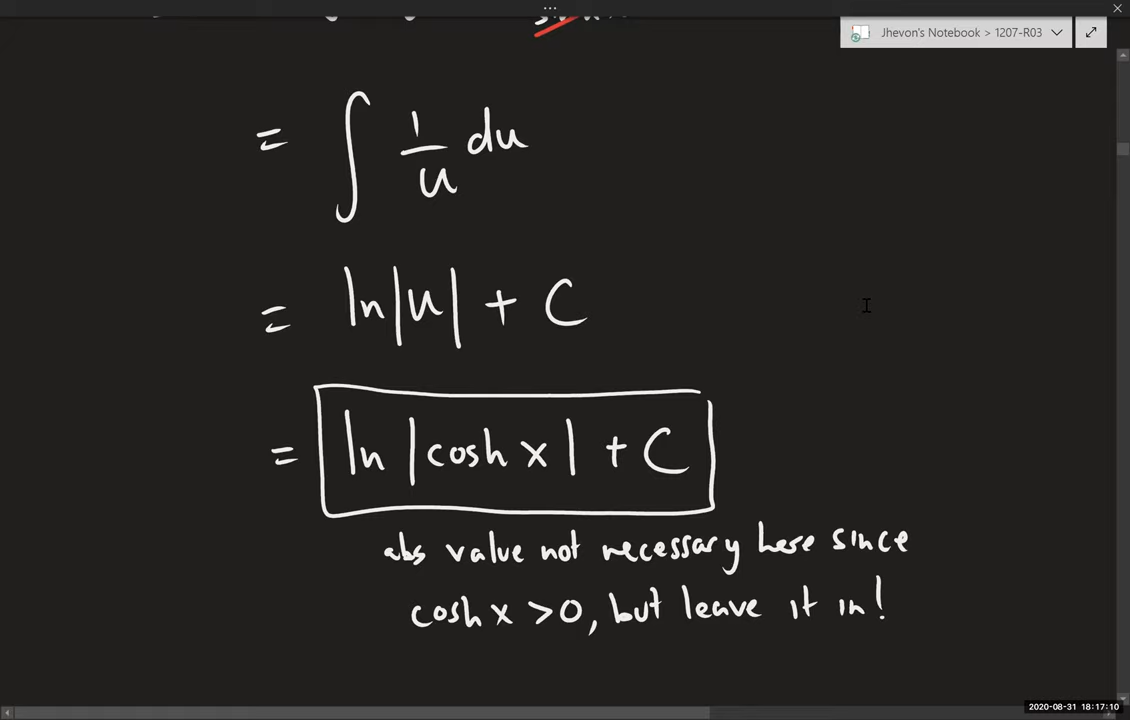 Jhevon's Notebook > 1207-R03
= ∫ 1/u du
= ln|u| + C
= ln |cosh x| + C
abs value not necessary here since
cosh x > 0, but leave it in!
2020-08-31 18:17:10